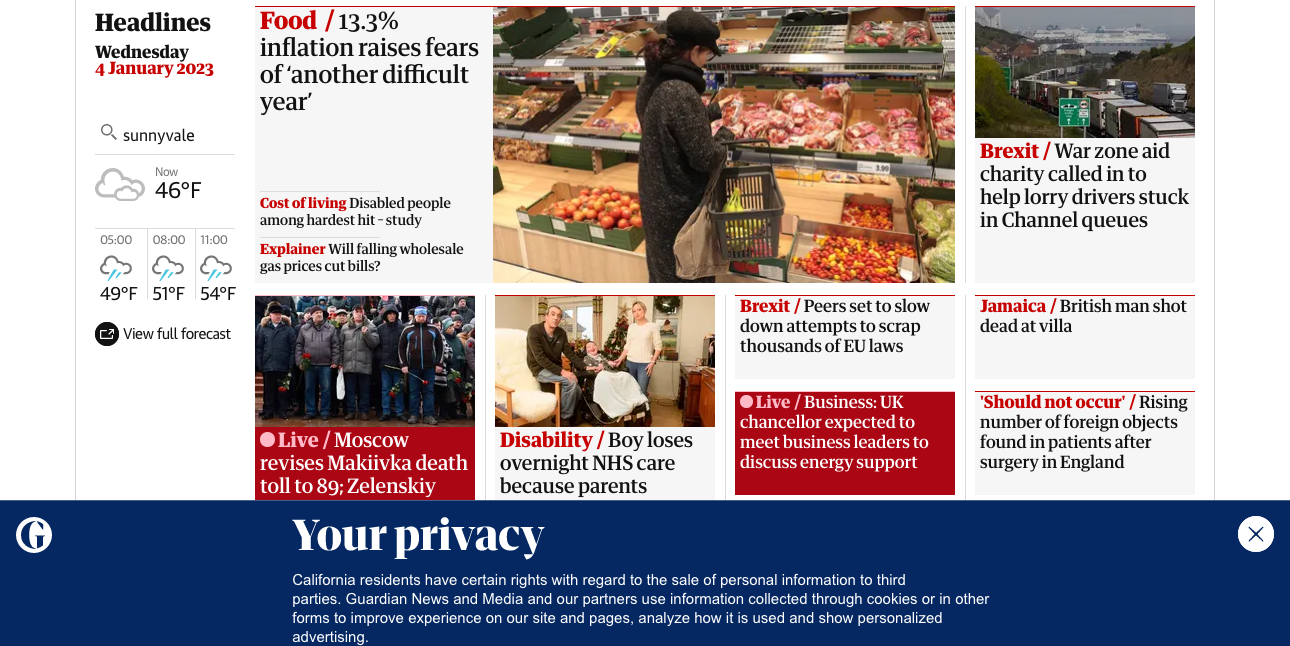 Headlines
Wednesday
4 January 2023
sunnyvale
Now
46°F
05:00
08:00
11:00
49°F
51°F
54°F
View full forecast
Food / 13.3%
inflation raises fears
of ‘another difficult
year’
Cost of living Disabled people
among hardest hit – study
Explainer Will falling wholesale
gas prices cut bills?
Brexit / War zone aid
charity called in to
help lorry drivers stuck
in Channel queues
Live / Moscow
revises Makiivka death
toll to 89; Zelenskiy
Disability / Boy loses
overnight NHS care
because parents
Brexit / Peers set to slow
down attempts to scrap
thousands of EU laws
Live / Business: UK
chancellor expected to
meet business leaders to
discuss energy support
Jamaica / British man shot
dead at villa
'Should not occur' / Rising
number of foreign objects
found in patients after
surgery in England
Your privacy
California residents have certain rights with regard to the sale of personal information to third
parties. Guardian News and Media and our partners use information collected through cookies or in other
forms to improve experience on our site and pages, analyze how it is used and show personalized
advertising.